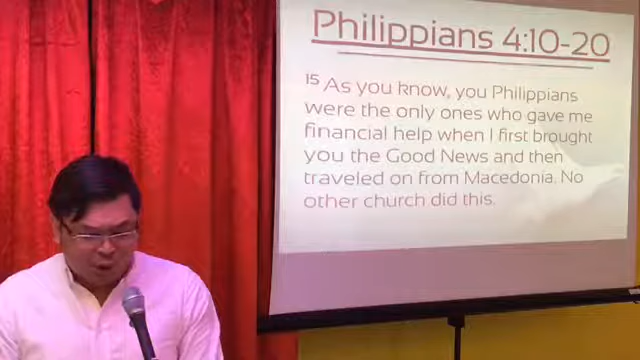 Philippians 4:10-20
15 As you know, you Philippians
were the only ones who gave me
financial help when I first brought
you the Good News and then
traveled on from Macedonia. No
other church did this.